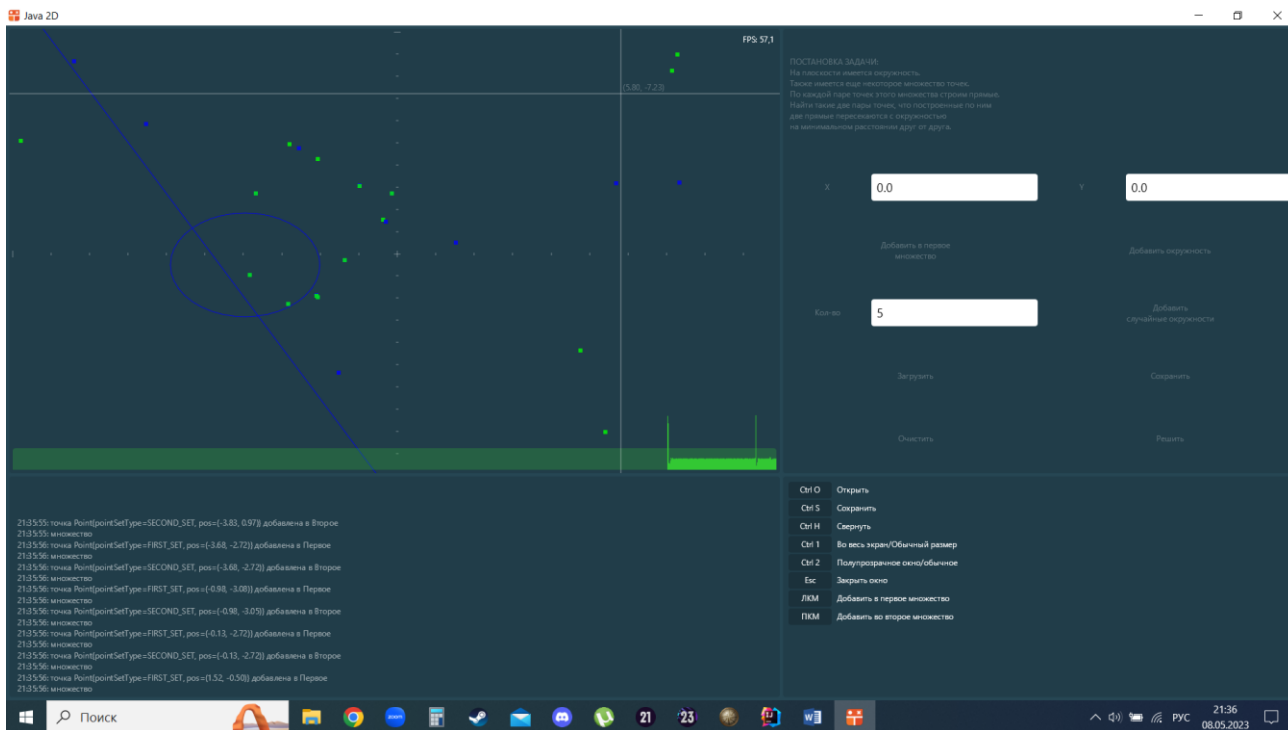 Java 2D
FPS: 57,1
(5.80, -7.23)
ПОСТАНОВКА ЗАДАЧИ:
На плоскости имеется окружность.
Также имеется еще некоторое множество точек.
По каждой паре точек этого множества строим прямые.
Найти такие две пары точек, что построенные по ним
две прямые пересекаются с окружностью
на минимальном расстоянии друг от друга.
X
0.0
Y
0.0
Добавить в первое
множество
Добавить окружность
Кол-во
5
Добавить
случайные окружности
Загрузить
Сохранить
Очистить
Решить
21:35:55: точка Point{pointSetType=SECOND_SET, pos=(-3.83, 0.97)} добавлена в Второе
21:35:55: множество
21:35:56: точка Point{pointSetType=FIRST_SET, pos=(-3.68, -2.72)} добавлена в Первое
21:35:56: множество
21:35:56: точка Point{pointSetType=SECOND_SET, pos=(-3.68, -2.72)} добавлена в Второе
21:35:56: множество
21:35:56: точка Point{pointSetType=FIRST_SET, pos=(-0.98, -3.08)} добавлена в Первое
21:35:56: множество
21:35:56: точка Point{pointSetType=SECOND_SET, pos=(-0.98, -3.05)} добавлена в Второе
21:35:56: множество
21:35:56: точка Point{pointSetType=FIRST_SET, pos=(-0.13, -2.72)} добавлена в Первое
21:35:56: множество
21:35:56: точка Point{pointSetType=SECOND_SET, pos=(-0.13, -2.72)} добавлена в Второе
21:35:56: множество
21:35:56: точка Point{pointSetType=FIRST_SET, pos=(1.52, -0.50)} добавлена в Первое
21:35:56: множество
Ctrl O Открыть
Ctrl S Сохранить
Ctrl H Свернуть
Ctrl 1 Во весь экран/Обычный размер
Ctrl 2 Полупрозрачное окно/обычное
Esc Закрыть окно
ЛКМ Добавить в первое множество
ПКМ Добавить во второе множество
Поиск
zoom
21
23
W
РУС
21:36
08.05.2023